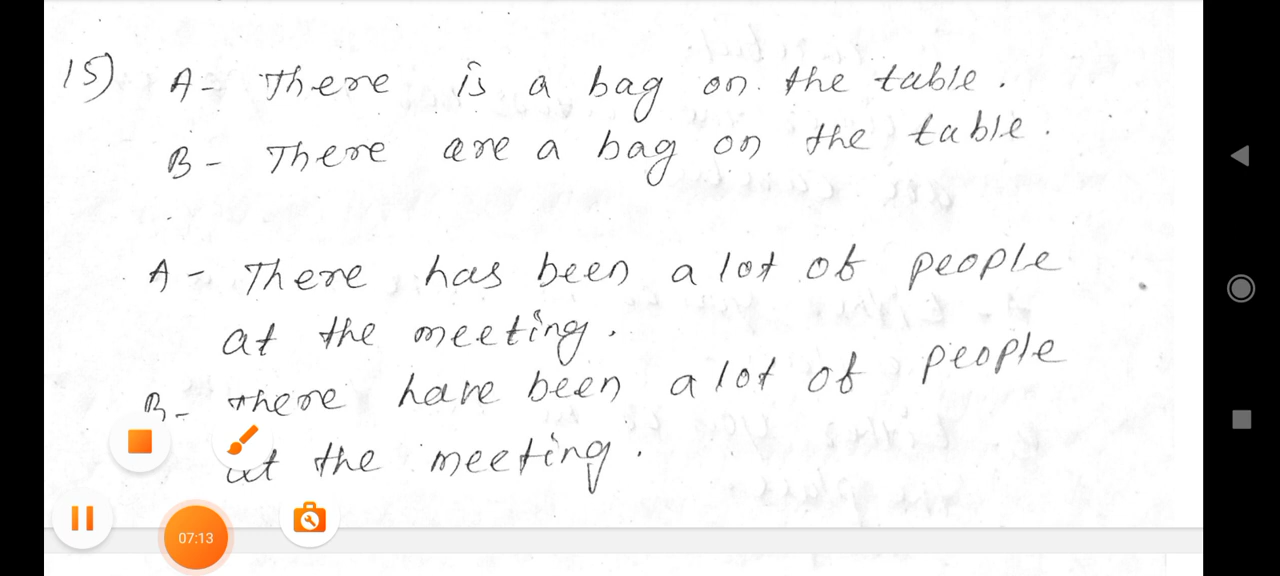 15) A - There is a bag on the table.
B - There are a bag on the table.
A - There has been a lot of people
at the meeting.
B - There have been a lot of people
at the meeting.
07:13